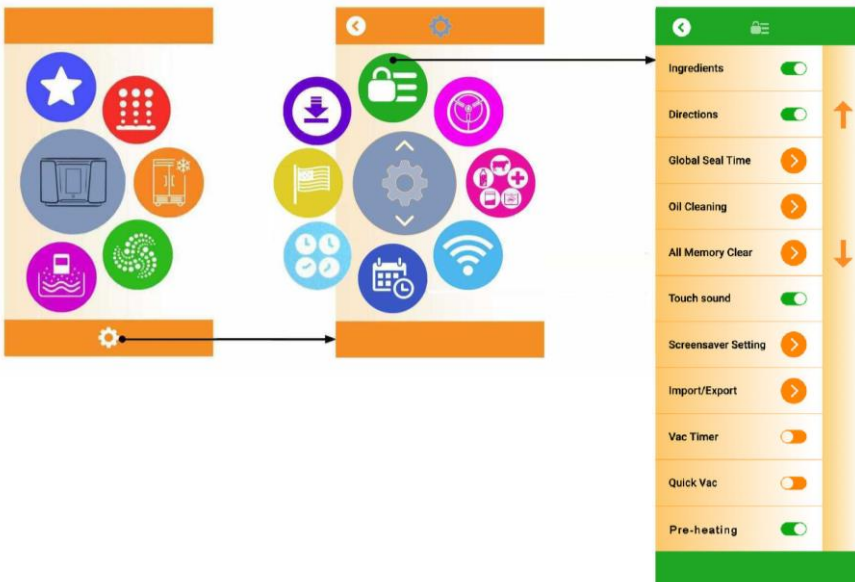 Ingredients
Directions
Global Seal Time
Oil Cleaning
All Memory Clear
Touch sound
Screensaver Setting
Import/Export
Vac Timer
Quick Vac
Pre-heating